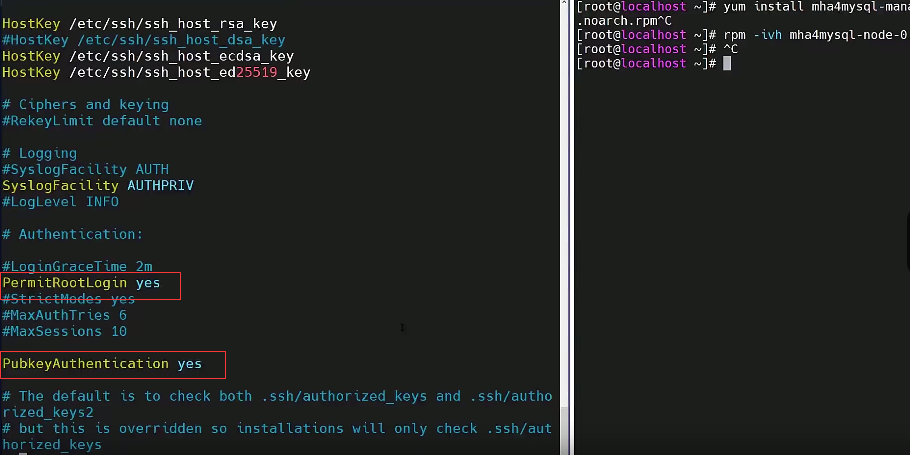 HostKey /etc/ssh/ssh_host_rsa_key
#HostKey /etc/ssh/ssh_host_dsa_key
HostKey /etc/ssh/ssh_host_ecdsa_key
HostKey /etc/ssh/ssh_host_ed25519_key
# Ciphers and keying
#RekeyLimit default none
# Logging
#SyslogFacility AUTH
SyslogFacility AUTHPRIV
#LogLevel INFO
# Authentication:
#LoginGraceTime 2m
PermitRootLogin yes
#StrictModes yes
#MaxAuthTries 6
#MaxSessions 10
PubkeyAuthentication yes
# The default is to check both .ssh/authorized_keys and .ssh/autho
rized_keys2
# but this is overridden so installations will only check .ssh/aut
horized_keys
[root@localhost ~]# yum install mha4mysql-mana
.noarch.rpm^C
[root@localhost ~]# rpm -ivh mha4mysql-node-0
[root@localhost ~]# ^C
[root@localhost ~]#